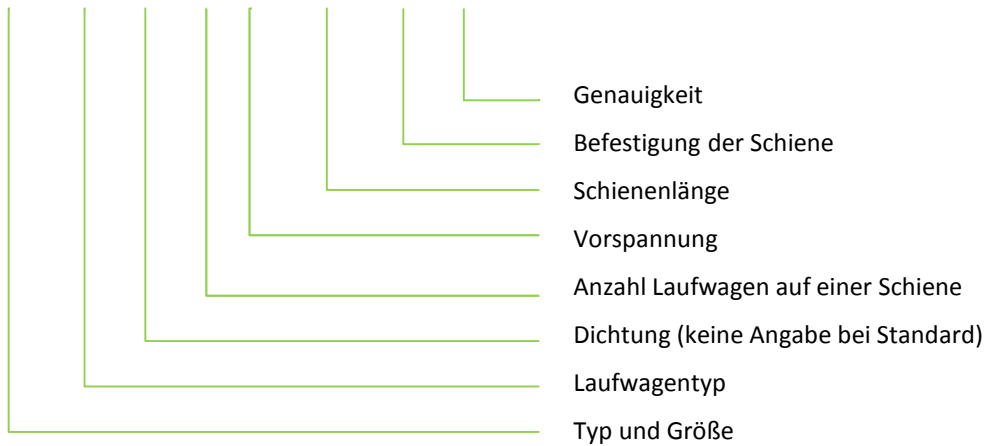 Genauigkeit
Befestigung der Schiene
Schienenlänge
Vorspannung
Anzahl Laufwagen auf einer Schiene
Dichtung (keine Angabe bei Standard)
Laufwagentyp
Typ und Größe